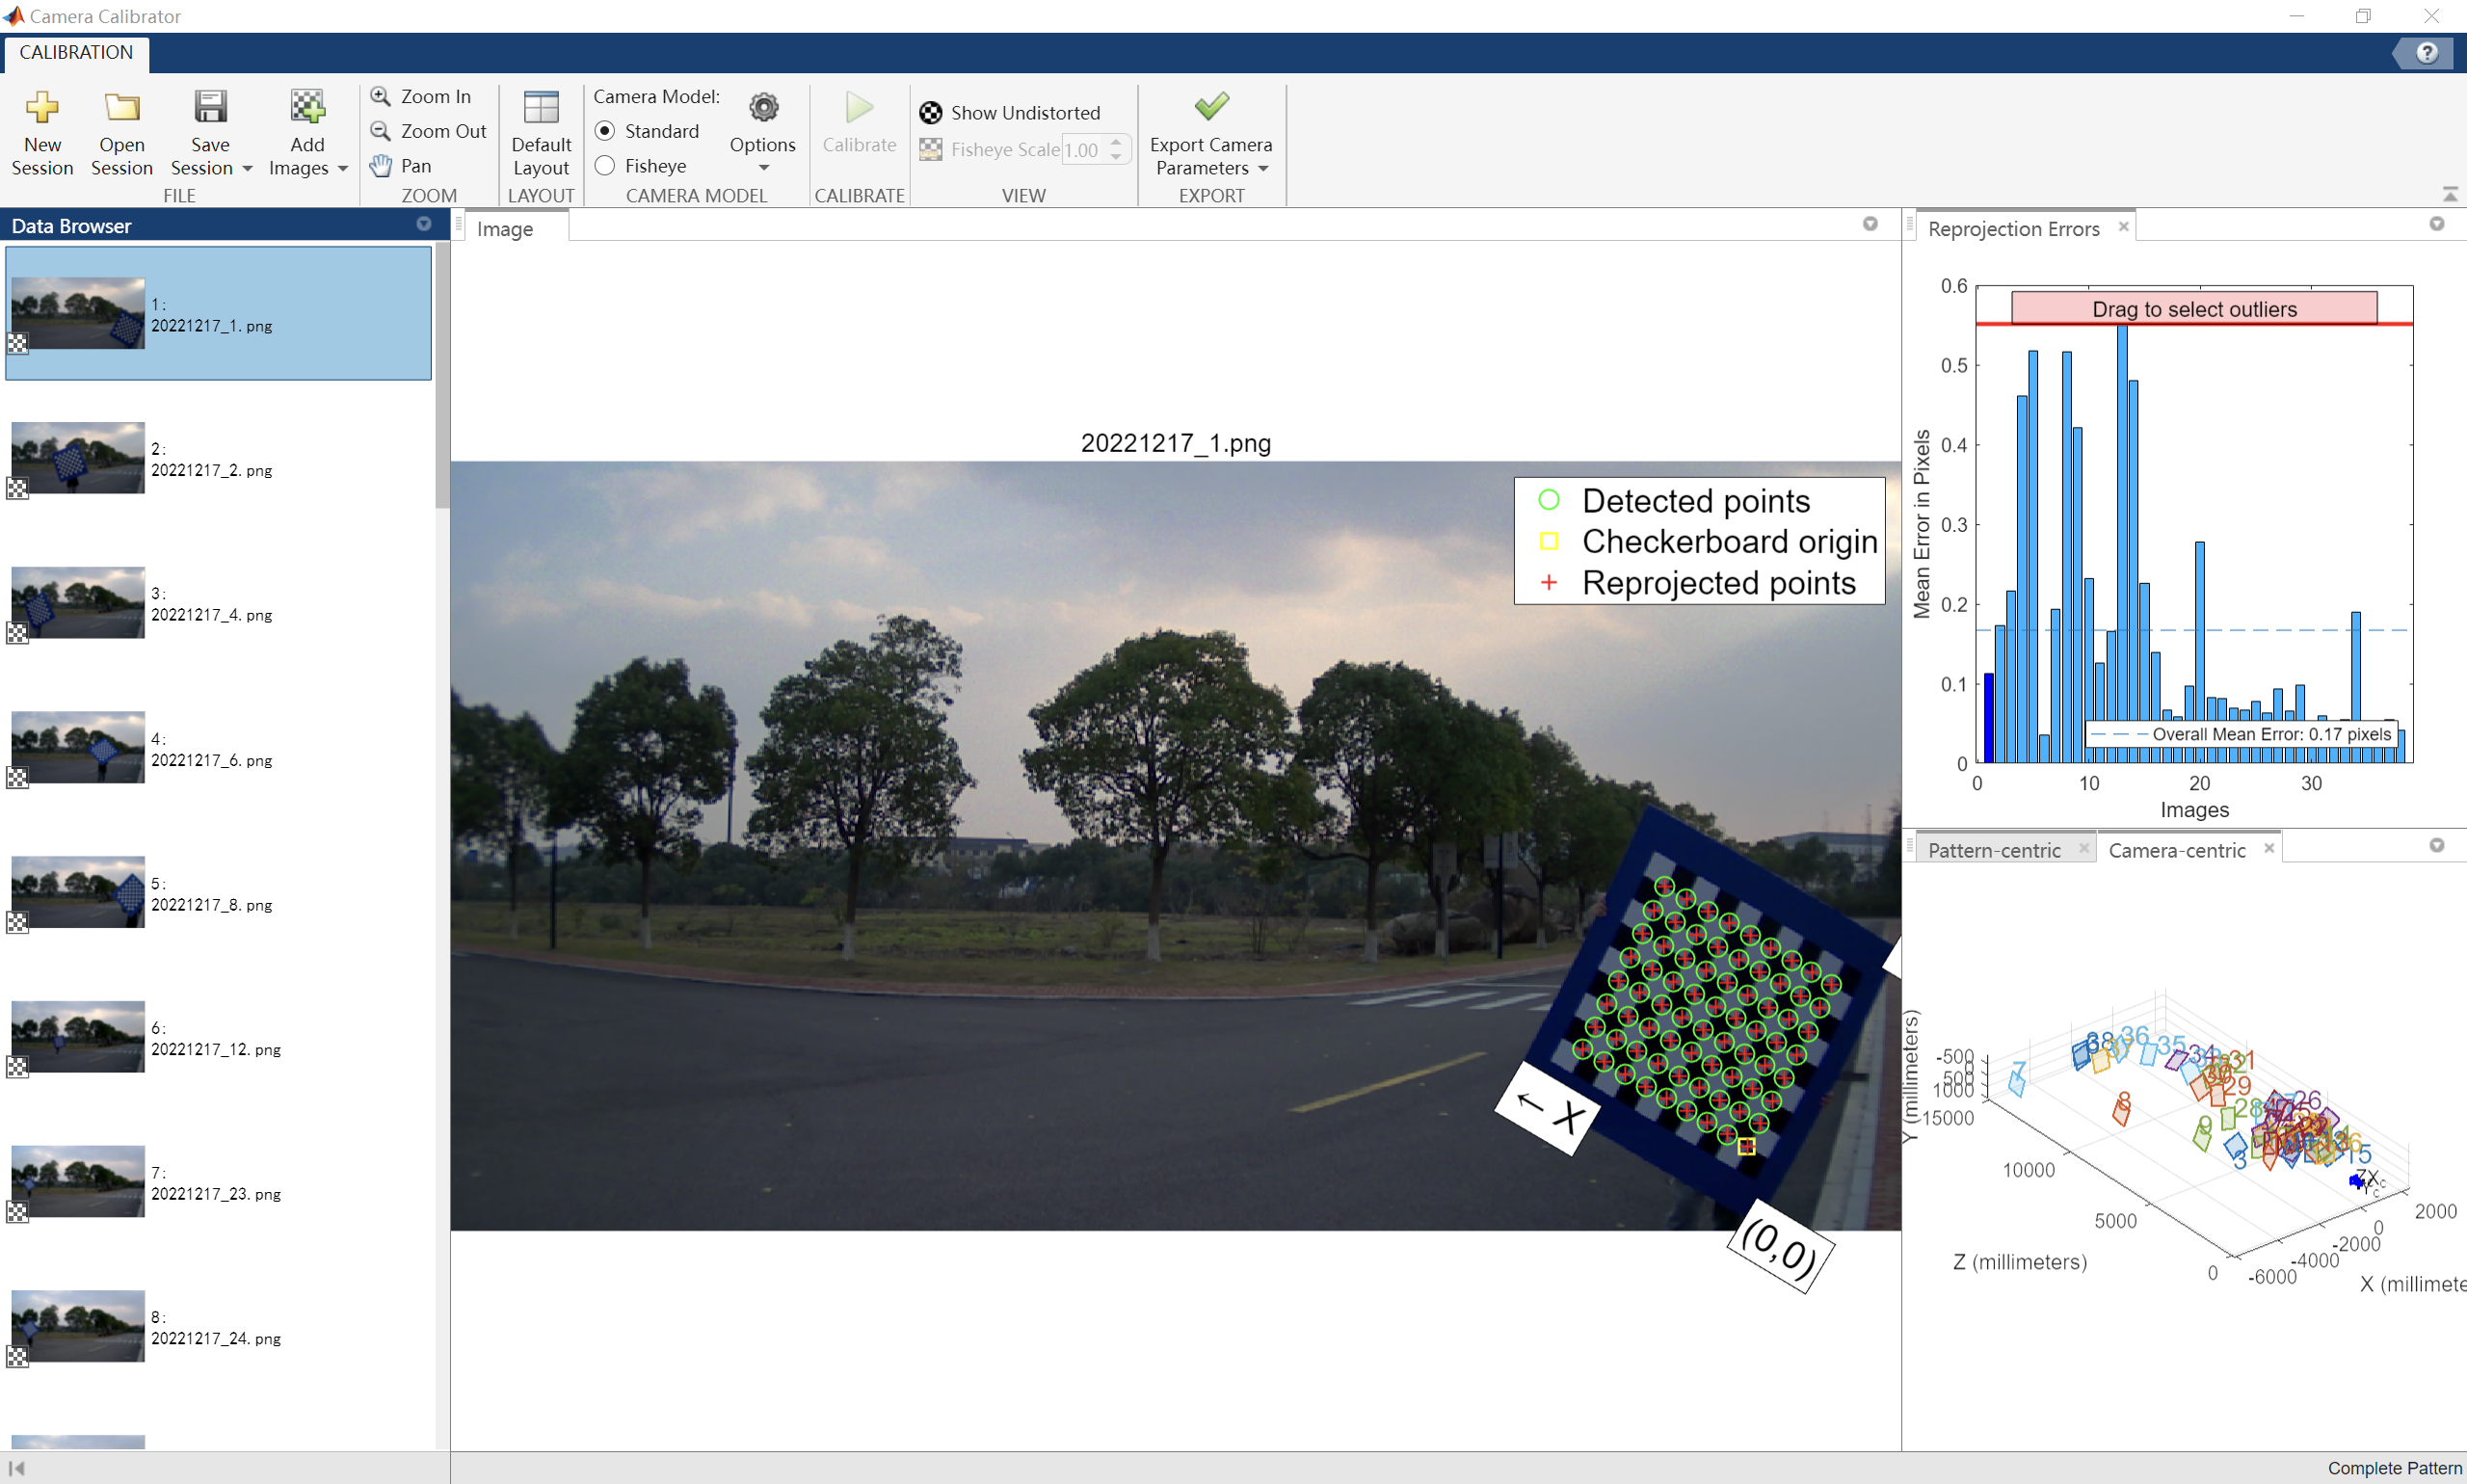 Camera Calibrator
CALIBRATION
New Session
Open Session
Save Session
Add Images
FILE
Zoom In
Zoom Out
Pan
ZOOM
Default Layout
LAYOUT
Camera Model:
Standard
Fisheye
Options
CAMERA MODEL
Calibrate
CALIBRATE
Show Undistorted
Fisheye Scale 1.00
VIEW
Export Camera Parameters
EXPORT
Data Browser
1:
20221217_1.png
2:
20221217_2.png
3:
20221217_4.png
4:
20221217_6.png
5:
20221217_8.png
6:
20221217_12.png
7:
20221217_23.png
8:
20221217_24.png
Image
20221217_1.png
Detected points
Checkerboard origin
Reprojected points
← X
(0,0)
Reprojection Errors
Drag to select outliers
0.6
0.5
0.4
0.3
0.2
0.1
0
Mean Error in Pixels
Overall Mean Error: 0.17 pixels
0 10 20 30
Images
Pattern-centric
Camera-centric
7
8
9
3
36
35
34
31
29
28
26
15
Y (millimeters)
-500
500
1000
15000
10000
5000
0
Z (millimeters)
-6000
-4000
-2000
0
2000
X (millimete
Complete Pattern